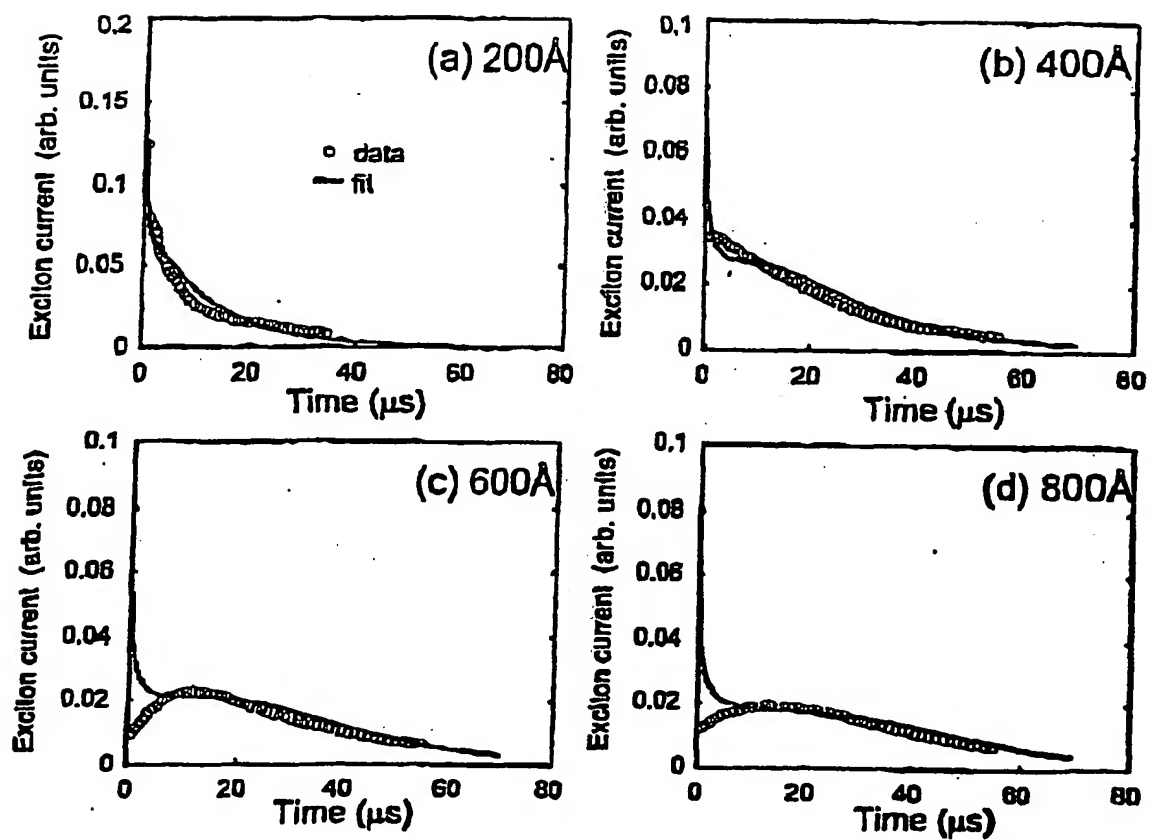 (a) 200Å
Exciton current (arb. units)
0.2
0.15
0.1
0.05
0
data
fit
0 20 40 60 80
Time (μs)
(b) 400Å
Exciton current (arb. units)
0.1
0.08
0.06
0.04
0.02
0
0 20 40 60 80
Time (μs)
(c) 600Å
Exciton current (arb. units)
0.1
0.08
0.06
0.04
0.02
0
0 20 40 60 80
Time (μs)
(d) 800Å
Exciton current (arb. units)
0.1
0.08
0.06
0.04
0.02
0
0 20 40 60 80
Time (μs)